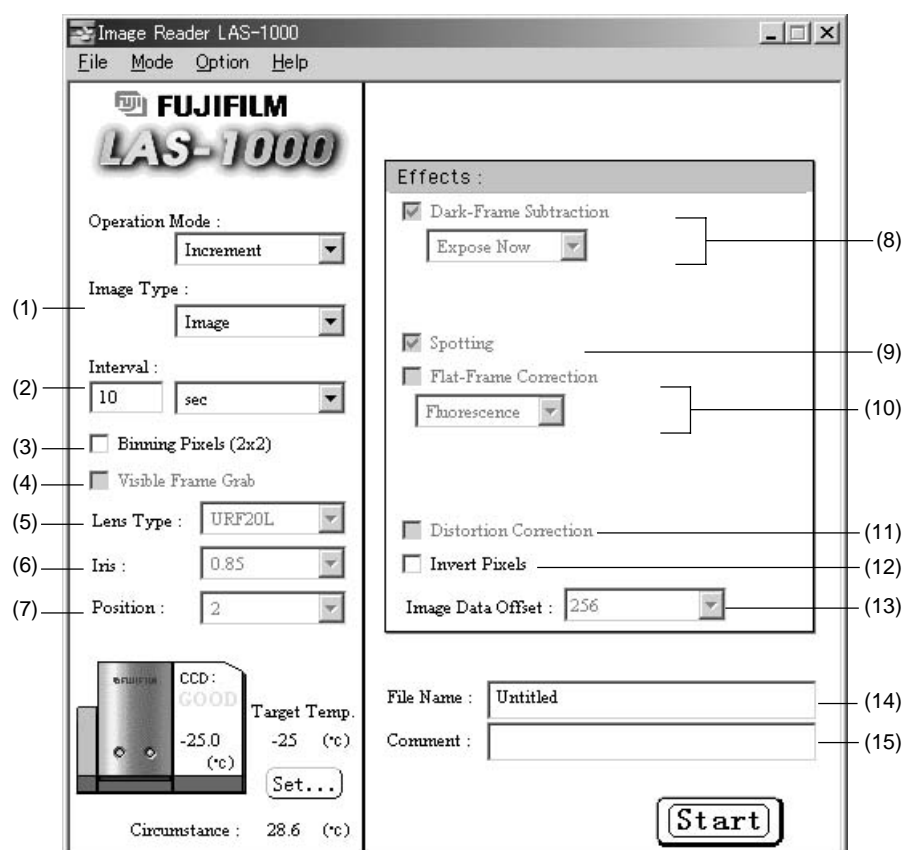 Image Reader LAS-1000
File Mode Option Help
FUJIFILM
LAS-1000
Operation Mode :
Increment
(1)
Image Type :
Image
(2)
Interval :
10 sec
(3)
Binning Pixels (2x2)
(4)
Visible Frame Grab
(5)
Lens Type : URF20L
(6)
Iris : 0.85
(7)
Position : 2
FUJIFILM
CCD :
GOOD
-25.0
(°c)
Target Temp.
-25 (°c)
Set...
Circumstance : 28.6 (°c)
Effects :
Dark-Frame Subtraction
Expose Now
(8)
Spotting
(9)
Flat-Frame Correction
Fluorescence
(10)
Distortion Correction
(11)
Invert Pixels
(12)
Image Data Offset : 256
(13)
File Name : Untitled
(14)
Comment :
(15)
Start